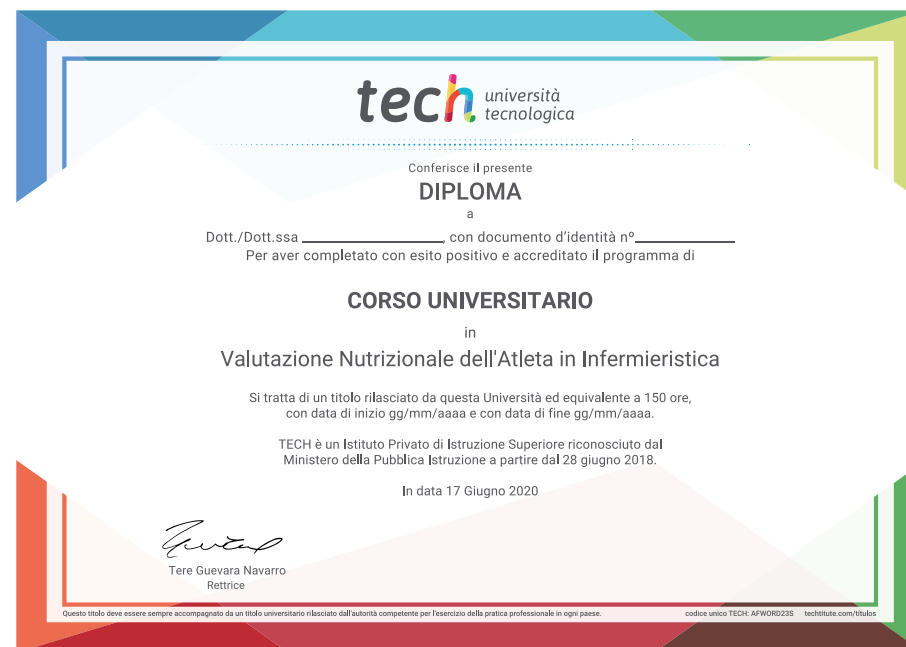 tech università
tecnologica
Conferisce il presente
DIPLOMA
a
Dott./Dott.ssa ____________________, con documento d'identità nº______________
Per aver completato con esito positivo e accreditato il programma di
CORSO UNIVERSITARIO
in
Valutazione Nutrizionale dell'Atleta in Infermieristica
Si tratta di un titolo rilasciato da questa Università ed equivalente a 150 ore,
con data di inizio gg/mm/aaaa e con data di fine gg/mm/aaaa.
TECH è un Istituto Privato di Istruzione Superiore riconosciuto dal
Ministero della Pubblica Istruzione a partire dal 28 giugno 2018.
In data 17 Giugno 2020
Tere Guevara Navarro
Rettrice
Questo titolo deve essere sempre accompagnato da un titolo universitario rilasciato dall'autorità competente per l'esercizio della pratica professionale in ogni paese. codice unico TECH: AFWORD23S techtitute.com/títulos